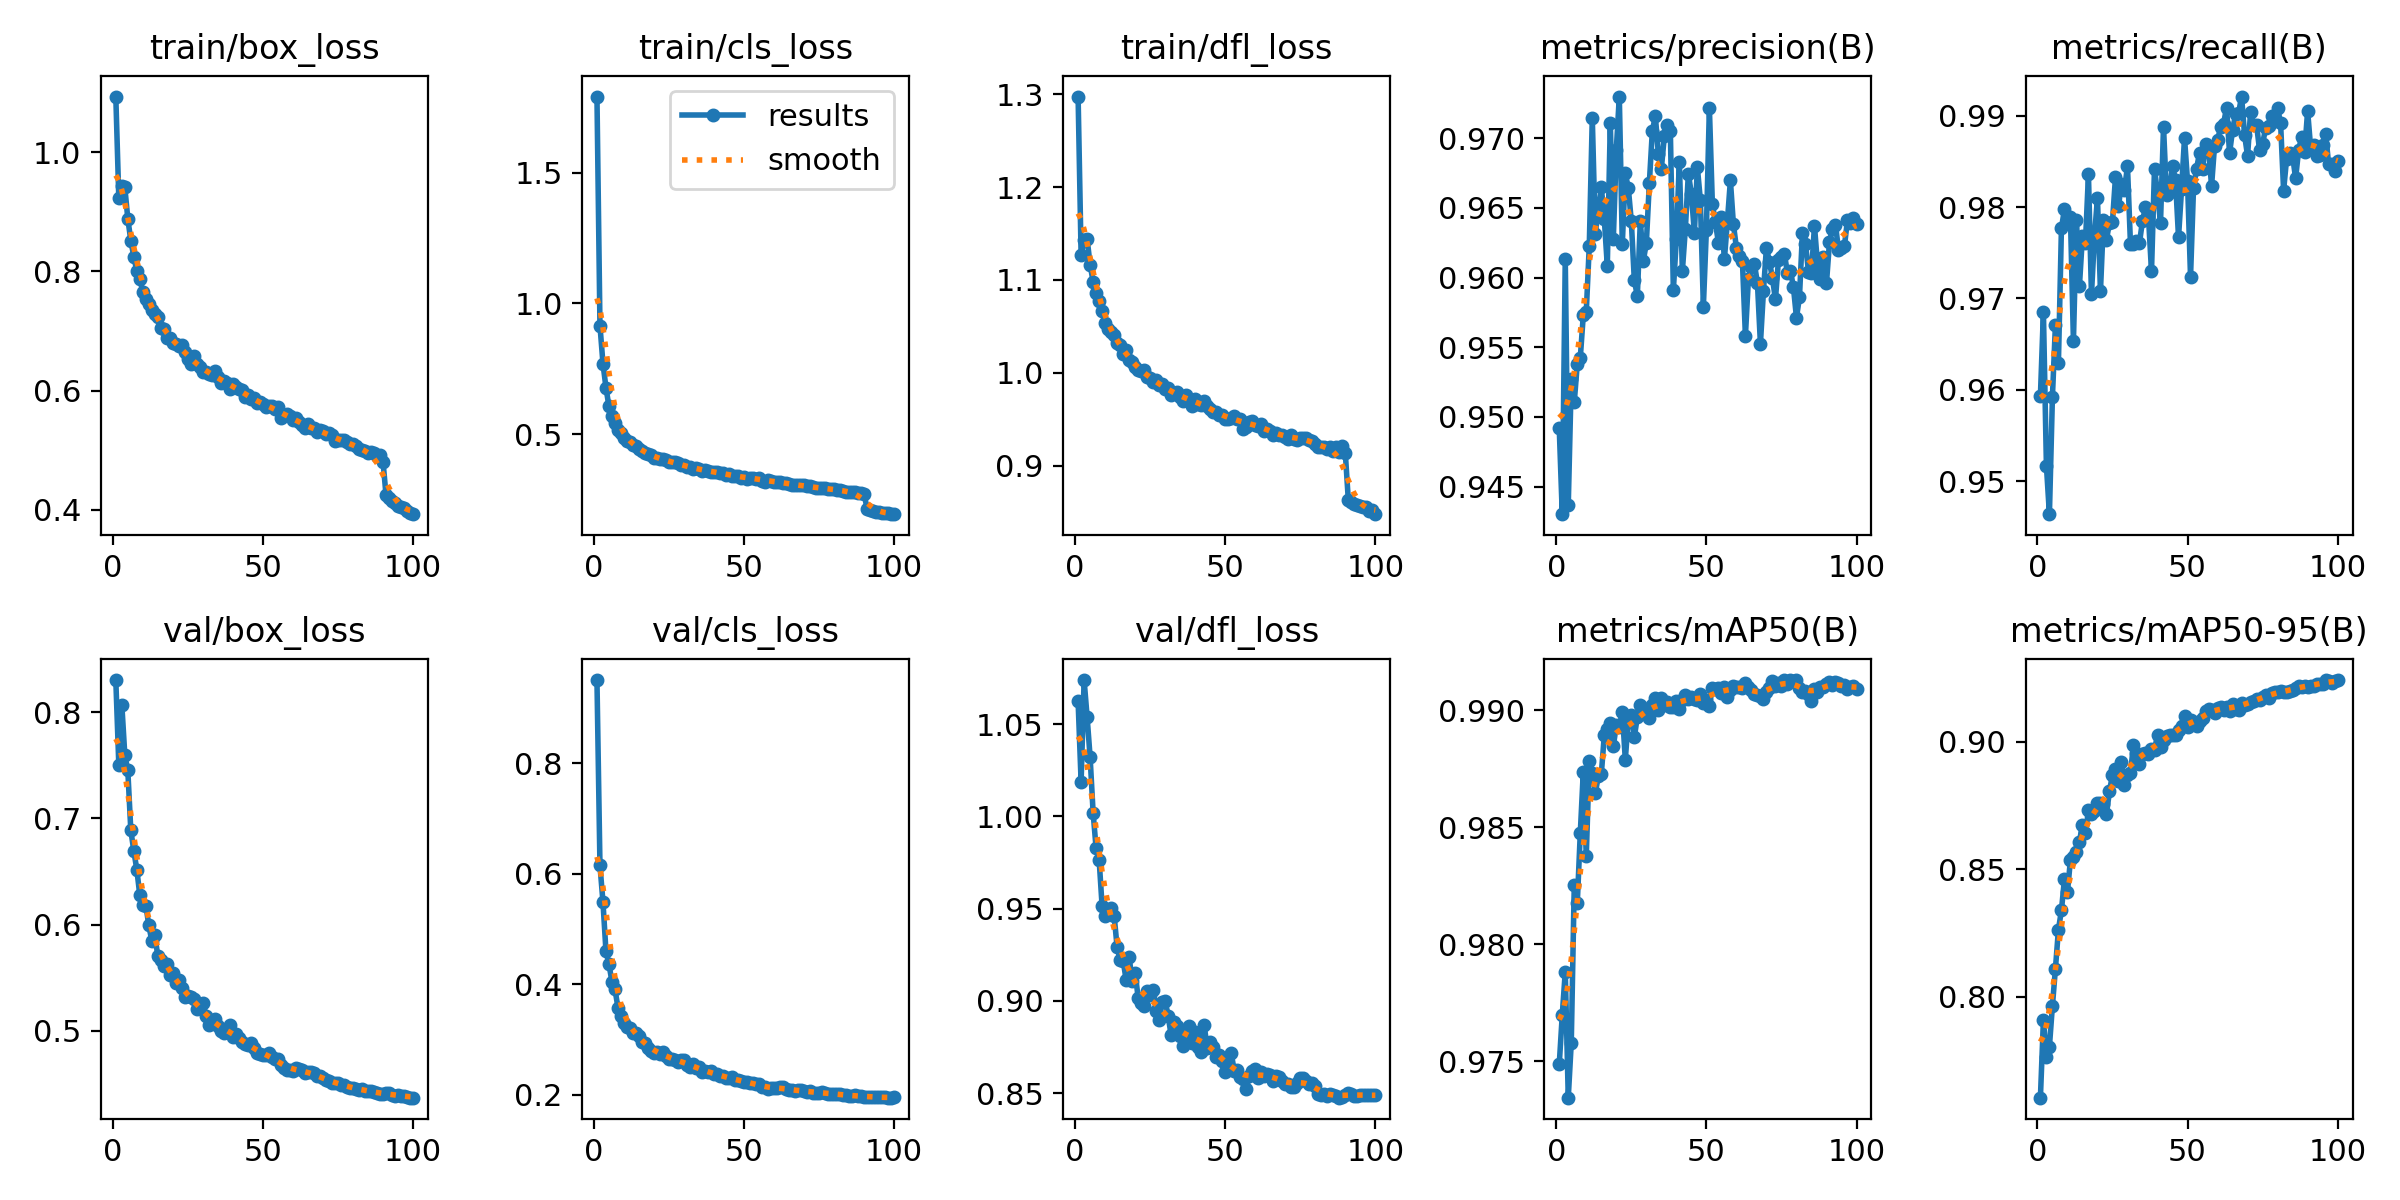 train/box_loss
1.0
0.8
0.6
0.4
0 50 100
train/cls_loss
results
smooth
1.5
1.0
0.5
0 50 100
train/dfl_loss
1.3
1.2
1.1
1.0
0.9
0 50 100
metrics/precision(B)
0.970
0.965
0.960
0.955
0.950
0.945
0 50 100
metrics/recall(B)
0.99
0.98
0.97
0.96
0.95
0 50 100
val/box_loss
0.8
0.7
0.6
0.5
0 50 100
val/cls_loss
0.8
0.6
0.4
0.2
0 50 100
val/dfl_loss
1.05
1.00
0.95
0.90
0.85
0 50 100
metrics/mAP50(B)
0.990
0.985
0.980
0.975
0 50 100
metrics/mAP50-95(B)
0.90
0.85
0.80
0 50 100